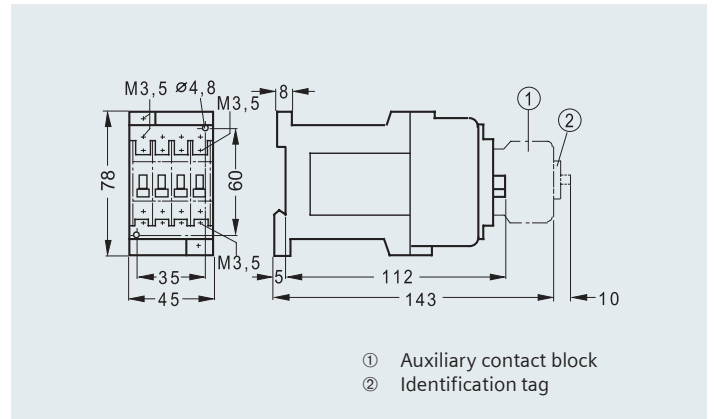 8
M3,5 ⌀4,8
M3,5
①
②
78
60
M3,5
35
45
5
112
143
10
① Auxiliary contact block
② Identification tag